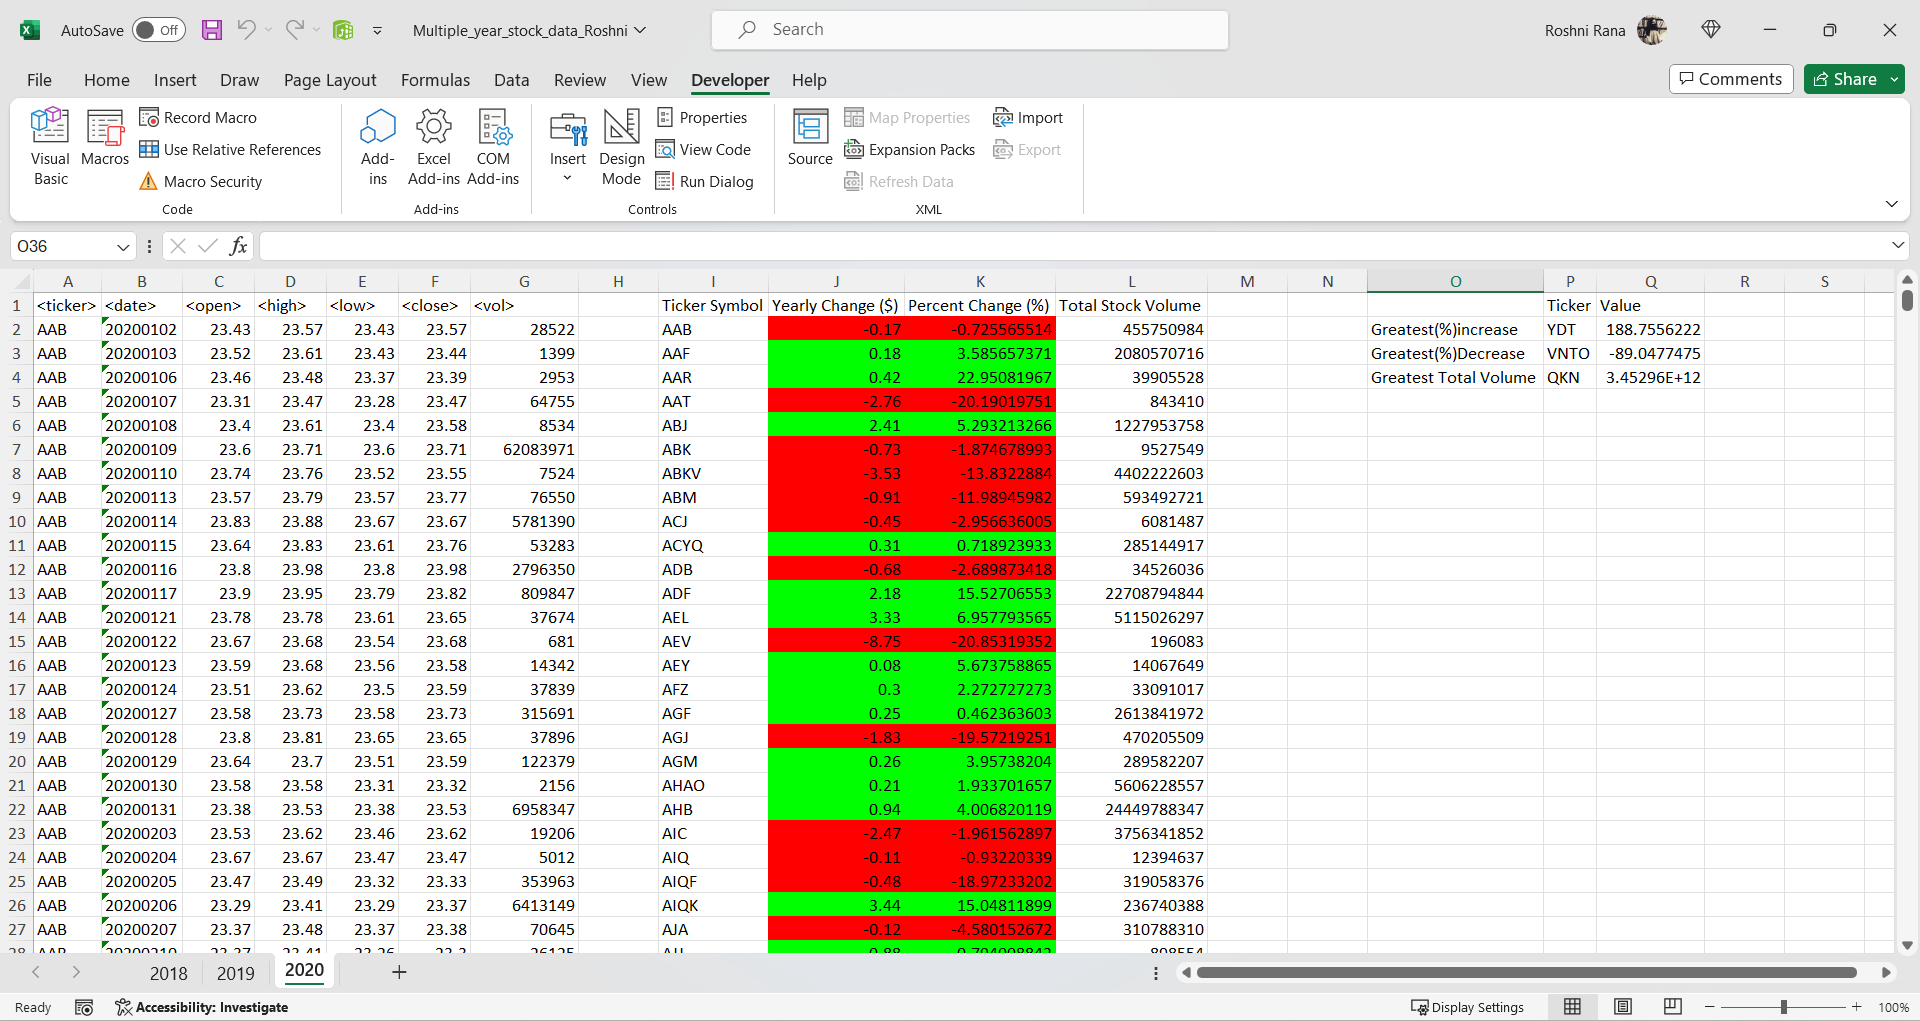 AutoSave Off Multiple_year_stock_data_Roshni Search Roshni Rana
File Home Insert Draw Page Layout Formulas Data Review View Developer Help Comments Share
Visual Basic Macros Record Macro Use Relative References Macro Security Code
Add-ins Excel Add-ins COM Add-ins Add-ins
Insert Design Mode Properties View Code Run Dialog Controls
Source Map Properties Expansion Packs Refresh Data Import Export XML
O36 fx
A B C D E F G H I J K L M N O P Q R S
1 <ticker> <date> <open> <high> <low> <close> <vol> Ticker Symbol Yearly Change ($) Percent Change (%) Total Stock Volume Ticker Value
2 AAB 20200102 23.43 23.57 23.43 23.57 28522 AAB -0.17 -0.725565514 455750984 Greatest(%)increase YDT 188.7556222
3 AAB 20200103 23.52 23.61 23.43 23.44 1399 AAF 0.18 3.585657371 2080570716 Greatest(%)Decrease VNTO -89.0477475
4 AAB 20200106 23.46 23.48 23.37 23.39 2953 AAR 0.42 22.95081967 39905528 Greatest Total Volume QKN 3.45296E+12
5 AAB 20200107 23.31 23.47 23.28 23.47 64755 AAT -2.76 -20.19019751 843410
6 AAB 20200108 23.4 23.61 23.4 23.58 8534 ABJ 2.41 5.293213266 1227953758
7 AAB 20200109 23.6 23.71 23.6 23.71 62083971 ABK -0.73 -1.874678993 9527549
8 AAB 20200110 23.74 23.76 23.52 23.55 7524 ABKV -3.53 -13.8322884 4402222603
9 AAB 20200113 23.57 23.79 23.57 23.77 76550 ABM -0.91 -11.98945982 593492721
10 AAB 20200114 23.83 23.88 23.67 23.67 5781390 ACJ -0.45 -2.956636005 6081487
11 AAB 20200115 23.64 23.83 23.61 23.76 53283 ACYQ 0.31 0.718923933 285144917
12 AAB 20200116 23.8 23.98 23.8 23.98 2796350 ADB -0.68 -2.689873418 34526036
13 AAB 20200117 23.9 23.95 23.79 23.82 809847 ADF 2.18 15.52706553 22708794844
14 AAB 20200121 23.78 23.78 23.61 23.65 37674 AEL 3.33 6.957793565 5115026297
15 AAB 20200122 23.67 23.68 23.54 23.68 681 AEV -8.75 -20.85319352 196083
16 AAB 20200123 23.59 23.68 23.56 23.58 14342 AEY 0.08 5.673758865 14067649
17 AAB 20200124 23.51 23.62 23.5 23.59 37839 AFZ 0.3 2.272727273 33091017
18 AAB 20200127 23.58 23.73 23.58 23.73 315691 AGF 0.25 0.462363603 2613841972
19 AAB 20200128 23.8 23.81 23.65 23.65 37896 AGJ -1.83 -19.57219251 470205509
20 AAB 20200129 23.64 23.7 23.51 23.59 122379 AGM 0.26 3.95738204 289582207
21 AAB 20200130 23.58 23.58 23.31 23.32 2156 AHAO 0.21 1.933701657 5606228557
22 AAB 20200131 23.38 23.53 23.38 23.53 6958347 AHB 0.94 4.006820119 24449788347
23 AAB 20200203 23.53 23.62 23.46 23.62 19206 AIC -2.47 -1.961562897 3756341852
24 AAB 20200204 23.67 23.67 23.47 23.47 5012 AIQ -0.11 -0.93220339 12394637
25 AAB 20200205 23.47 23.49 23.32 23.33 353963 AIQF -0.48 -18.97233202 319058376
26 AAB 20200206 23.29 23.41 23.29 23.37 6413149 AIQK 3.44 15.04811899 236740388
27 AAB 20200207 23.37 23.48 23.37 23.38 70645 AJA -0.12 -4.580152672 310788310
2018 2019 2020
Ready Accessibility: Investigate Display Settings 100%